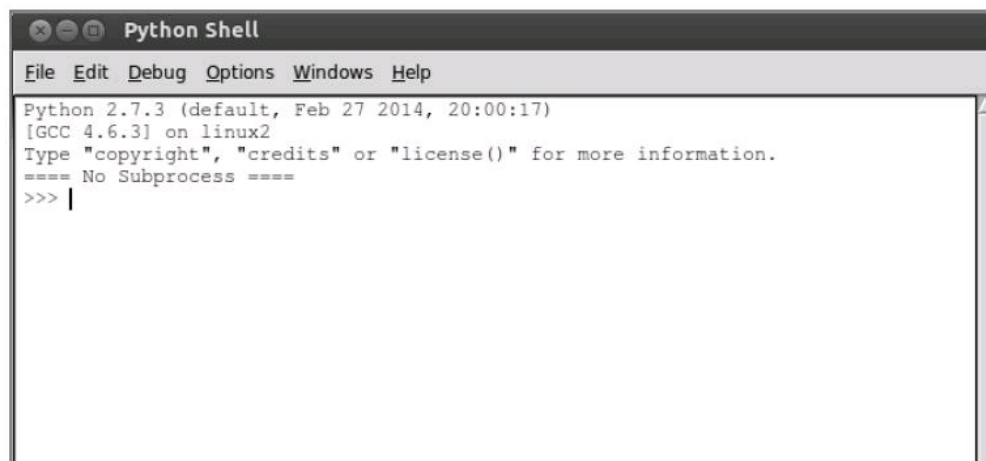 Python Shell
File Edit Debug Options Windows Help
Python 2.7.3 (default, Feb 27 2014, 20:00:17)
[GCC 4.6.3] on linux2
Type "copyright", "credits" or "license()" for more information.
==== No Subprocess ====
>>>